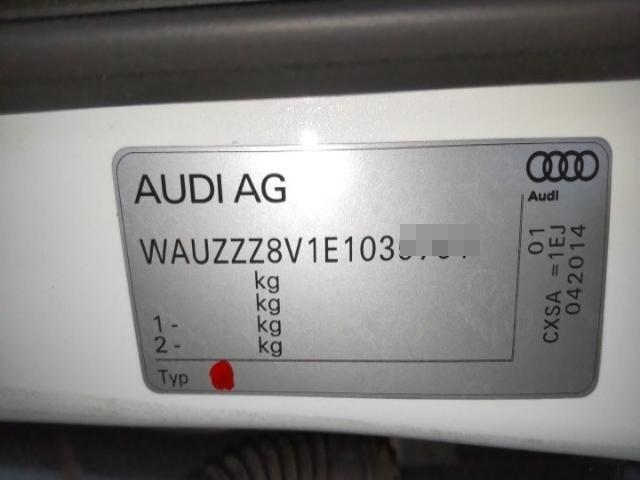 AUDI AG
Audi
WAUZZZ8V1E103
kg
kg
1 - kg
2 - kg
Typ
01
CXSA =1EJ
042014